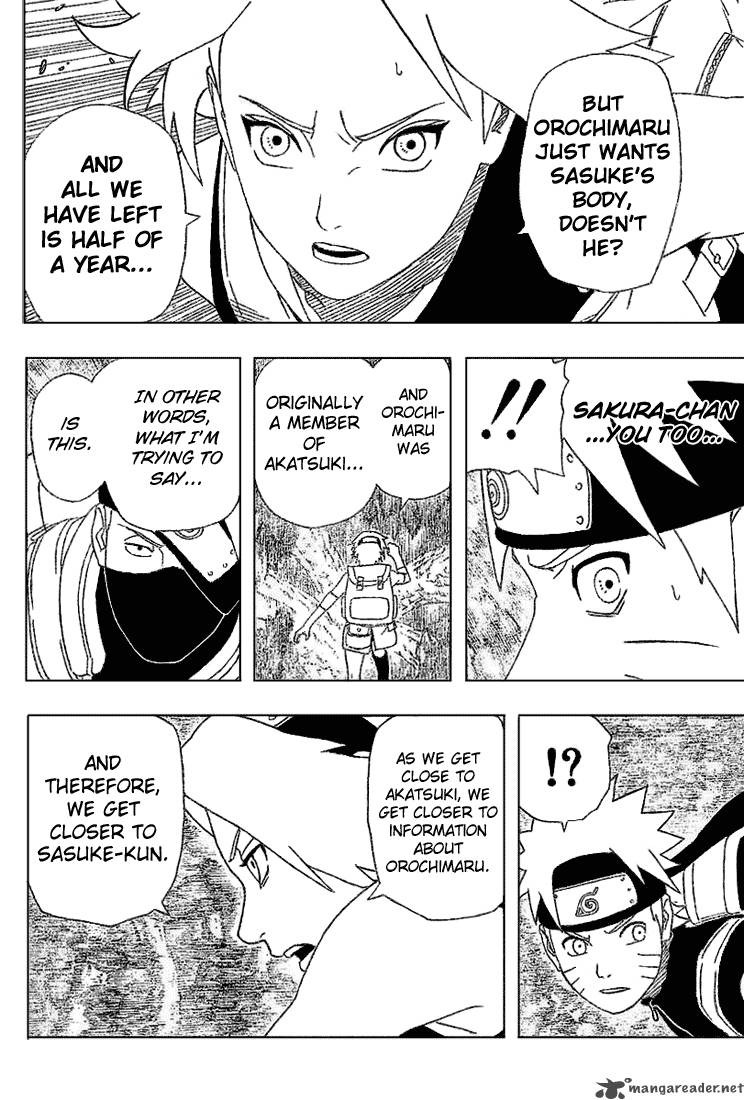 BUT
OROCHIMARU
JUST WANTS
SASUKE'S
BODY,
DOESN'T
HE?
AND
ALL WE
HAVE LEFT
IS HALF OF
A YEAR...
!!
SAKURA-CHAN
...YOU TOO...
AND
OROCHI-
MARU WAS
ORIGINALLY
A MEMBER
OF
AKATSUKI...
IN OTHER
WORDS,
WHAT I'M
TRYING TO
SAY...
IS
THIS.
!?
AS WE GET
CLOSE TO
AKATSUKI, WE
GET CLOSER TO
INFORMATION
ABOUT
OROCHIMARU.
AND
THEREFORE,
WE GET
CLOSER TO
SASUKE-KUN.
mangareader.net